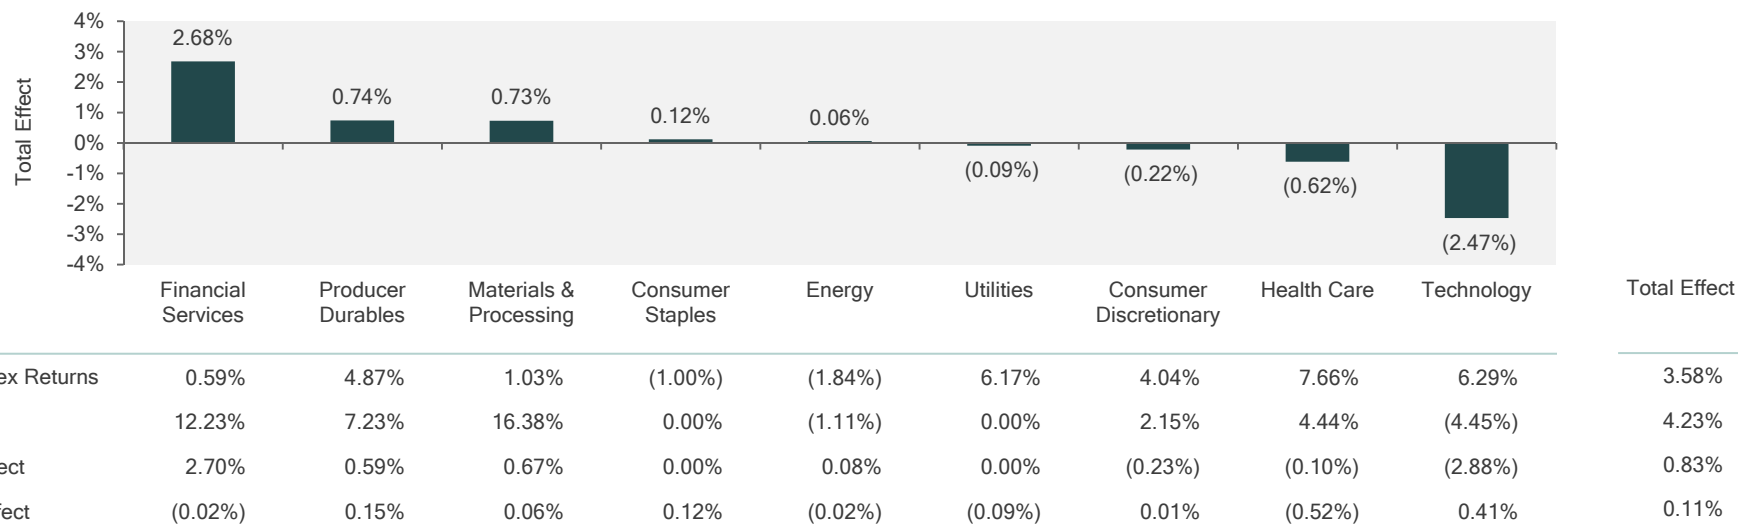 4%
3%
2%
1%
0%
-1%
-2%
-3%
-4%
Total Effect
2.68%
0.74%
0.73%
0.12%
0.06%
(0.09%)
(0.22%)
(0.62%)
(2.47%)
Financial Services
Producer Durables
Materials & Processing
Consumer Staples
Energy
Utilities
Consumer Discretionary
Health Care
Technology
Total Effect
Returns 0.59% 4.87% 1.03% (1.00%) (1.84%) 6.17% 4.04% 7.66% 6.29% 3.58%
12.23% 7.23% 16.38% 0.00% (1.11%) 0.00% 2.15% 4.44% (4.45%) 4.23%
2.70% 0.59% 0.67% 0.00% 0.08% 0.00% (0.23%) (0.10%) (2.88%) 0.83%
(0.02%) 0.15% 0.06% 0.12% (0.02%) (0.09%) 0.01% (0.52%) 0.41% 0.11%